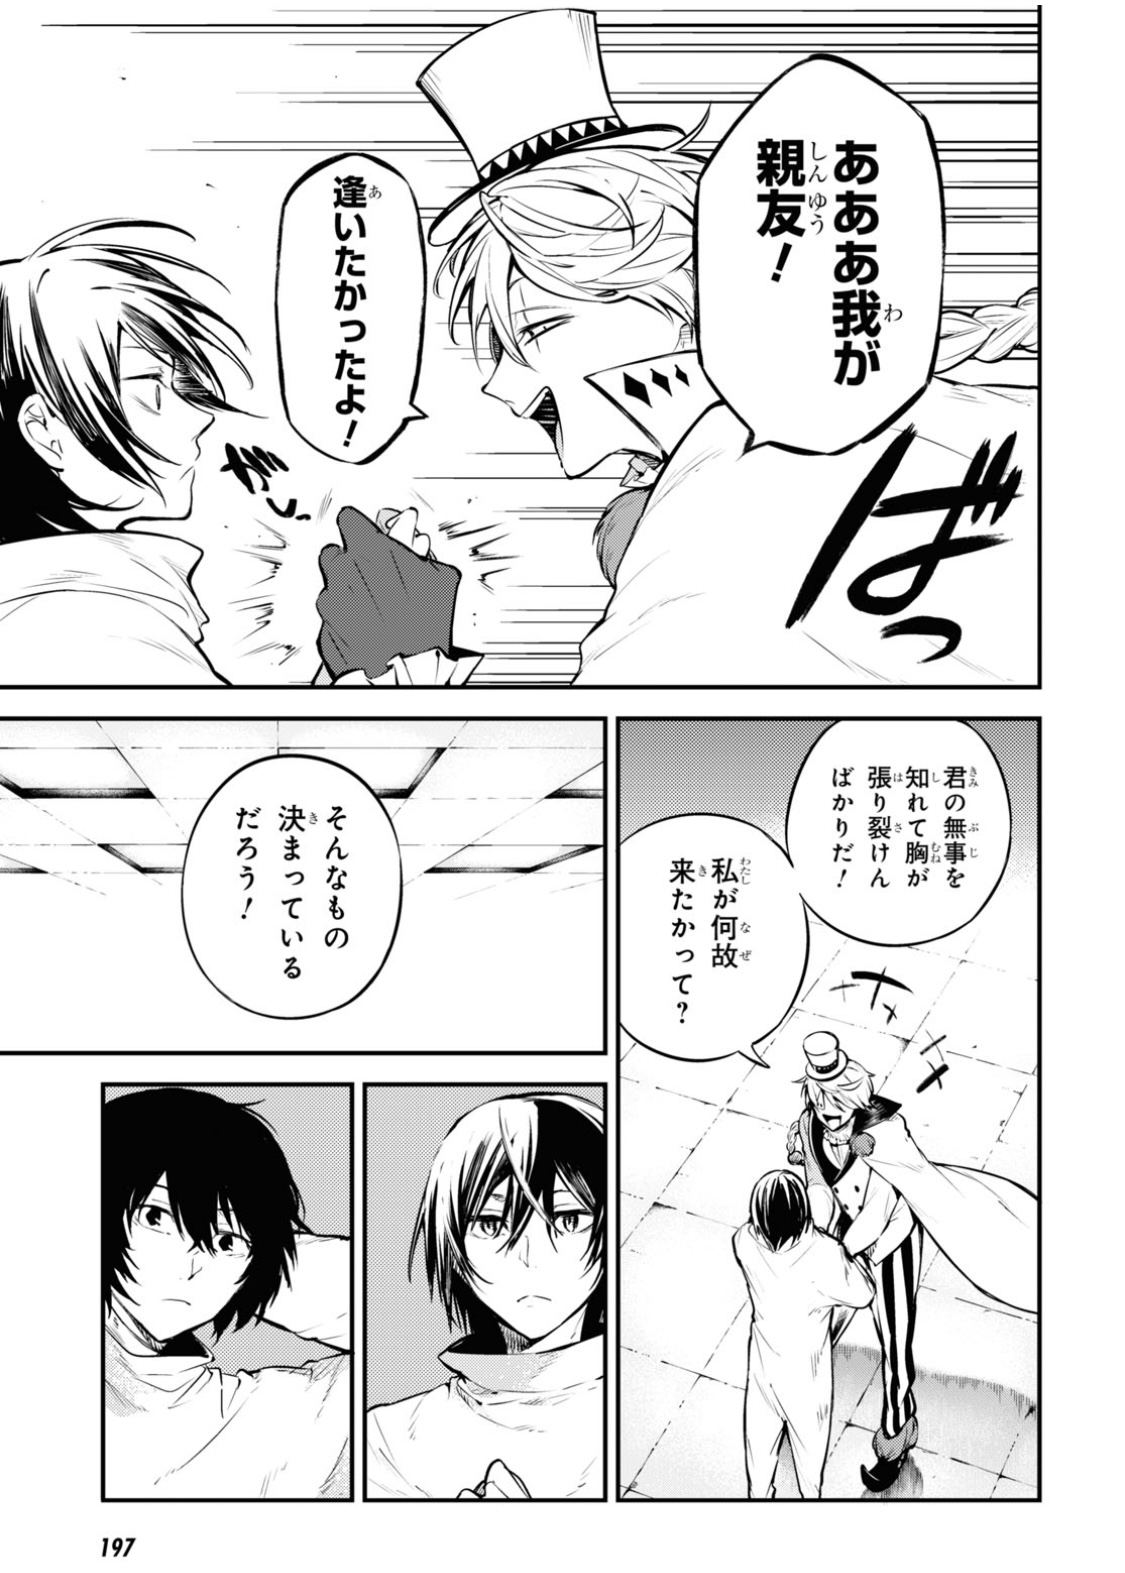 あああ我が
親友！
逢いたかったよ！
ばっ
がしぃ
君の無事を
知れて胸が
張り裂けん
ばかりだ！
私が何故
来たかって？
そんなもの
決まっている
だろう！
197